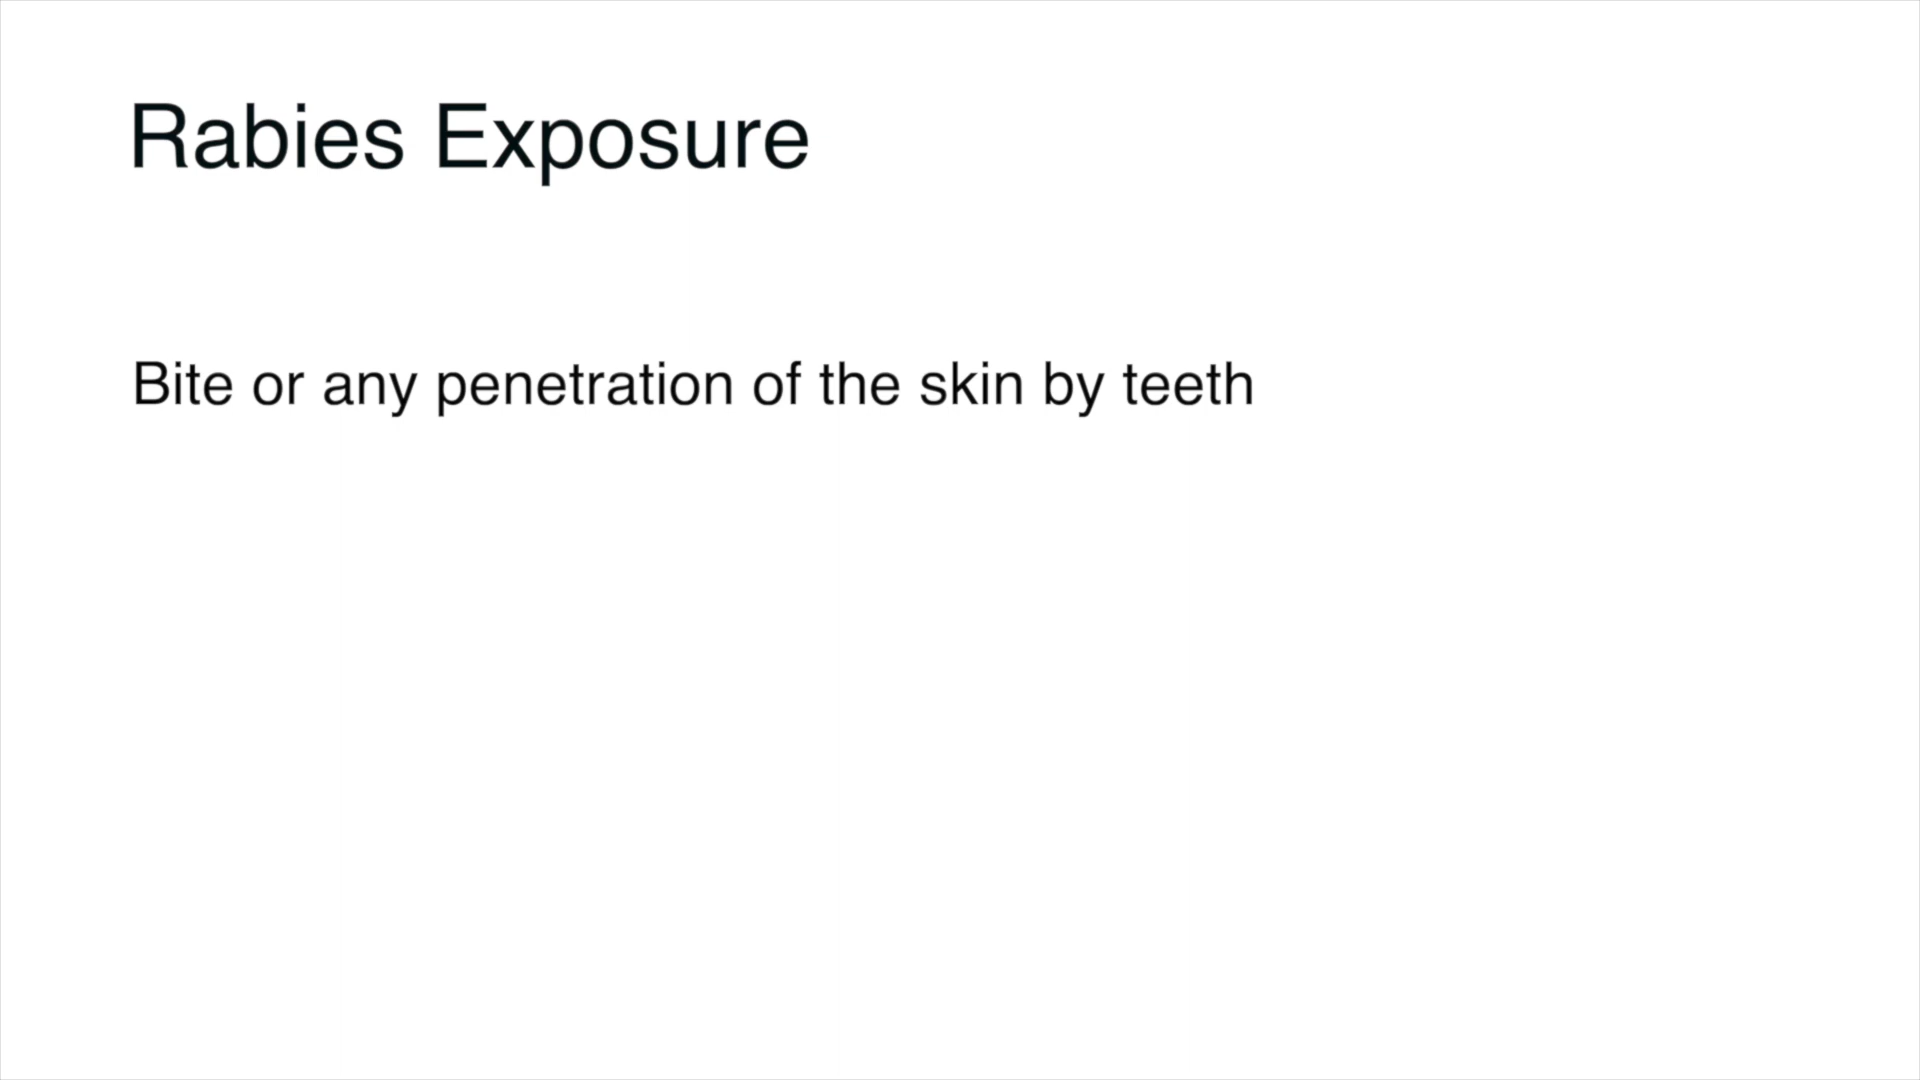 Rabies Exposure
Bite or any penetration of the skin by teeth